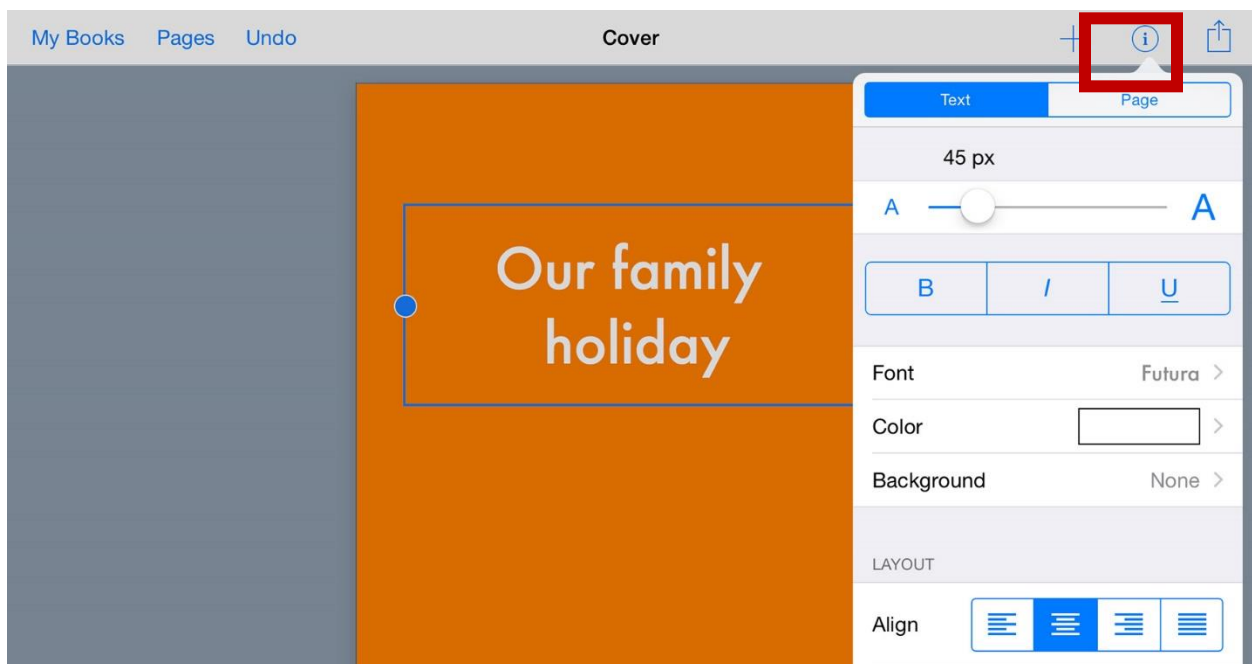 My Books Pages Undo Cover
Text Page
45 px
A A
Our family
holiday
B I U
Font Futura
Color
Background None
LAYOUT
Align